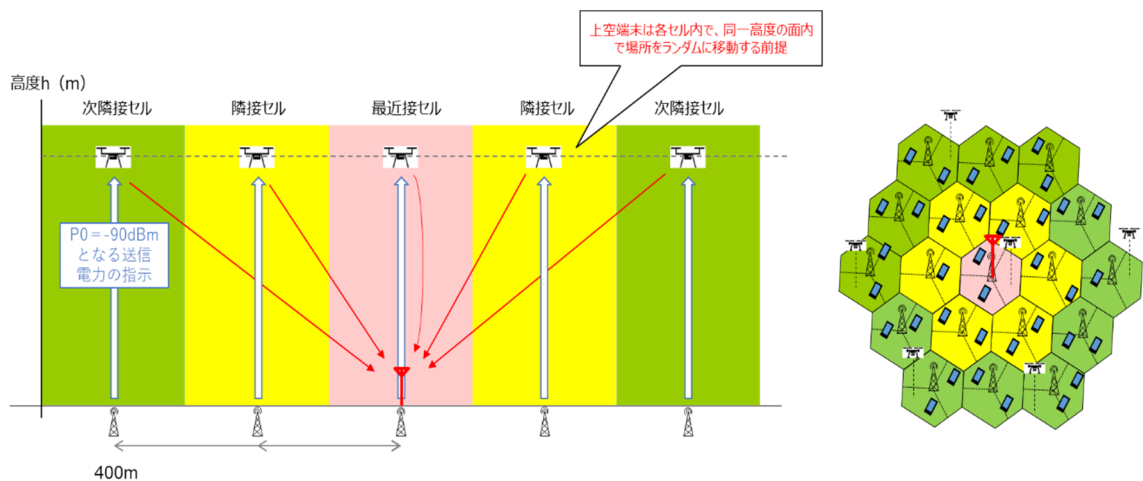 上空端末は各セル内で、同一高度の面内
で場所をランダムに移動する前提
高度h（m）
次隣接セル
隣接セル
最近接セル
隣接セル
次隣接セル
P0＝-90dBm
となる送信
電力の指示
400m